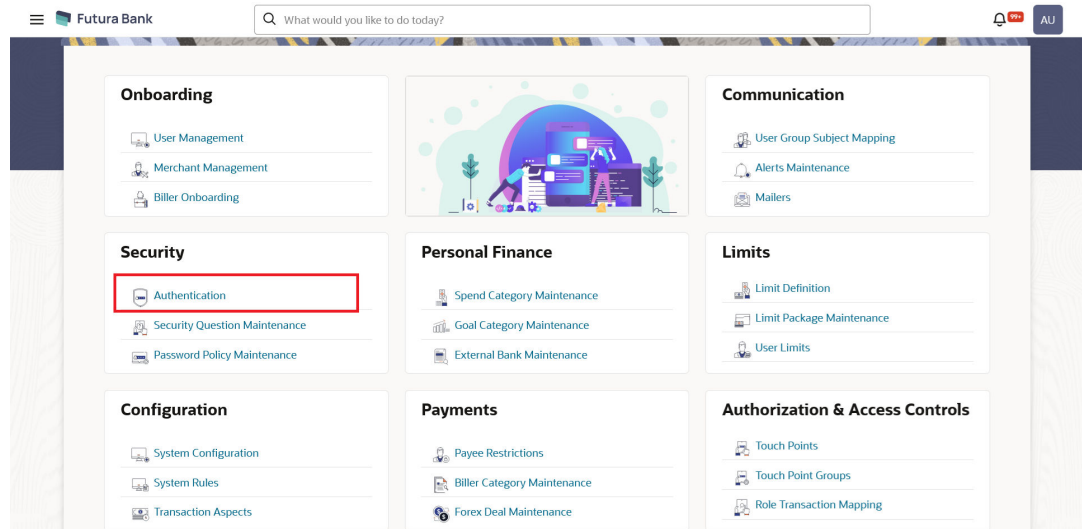 Futura Bank
What would you like to do today?
99+
AU
Onboarding
User Management
Merchant Management
Biller Onboarding
Communication
User Group Subject Mapping
Alerts Maintenance
Mailers
Security
Authentication
Security Question Maintenance
Password Policy Maintenance
Personal Finance
Spend Category Maintenance
Goal Category Maintenance
External Bank Maintenance
Limits
Limit Definition
Limit Package Maintenance
User Limits
Configuration
System Configuration
System Rules
Transaction Aspects
Payments
Payee Restrictions
Biller Category Maintenance
Forex Deal Maintenance
Authorization & Access Controls
Touch Points
Touch Point Groups
Role Transaction Mapping